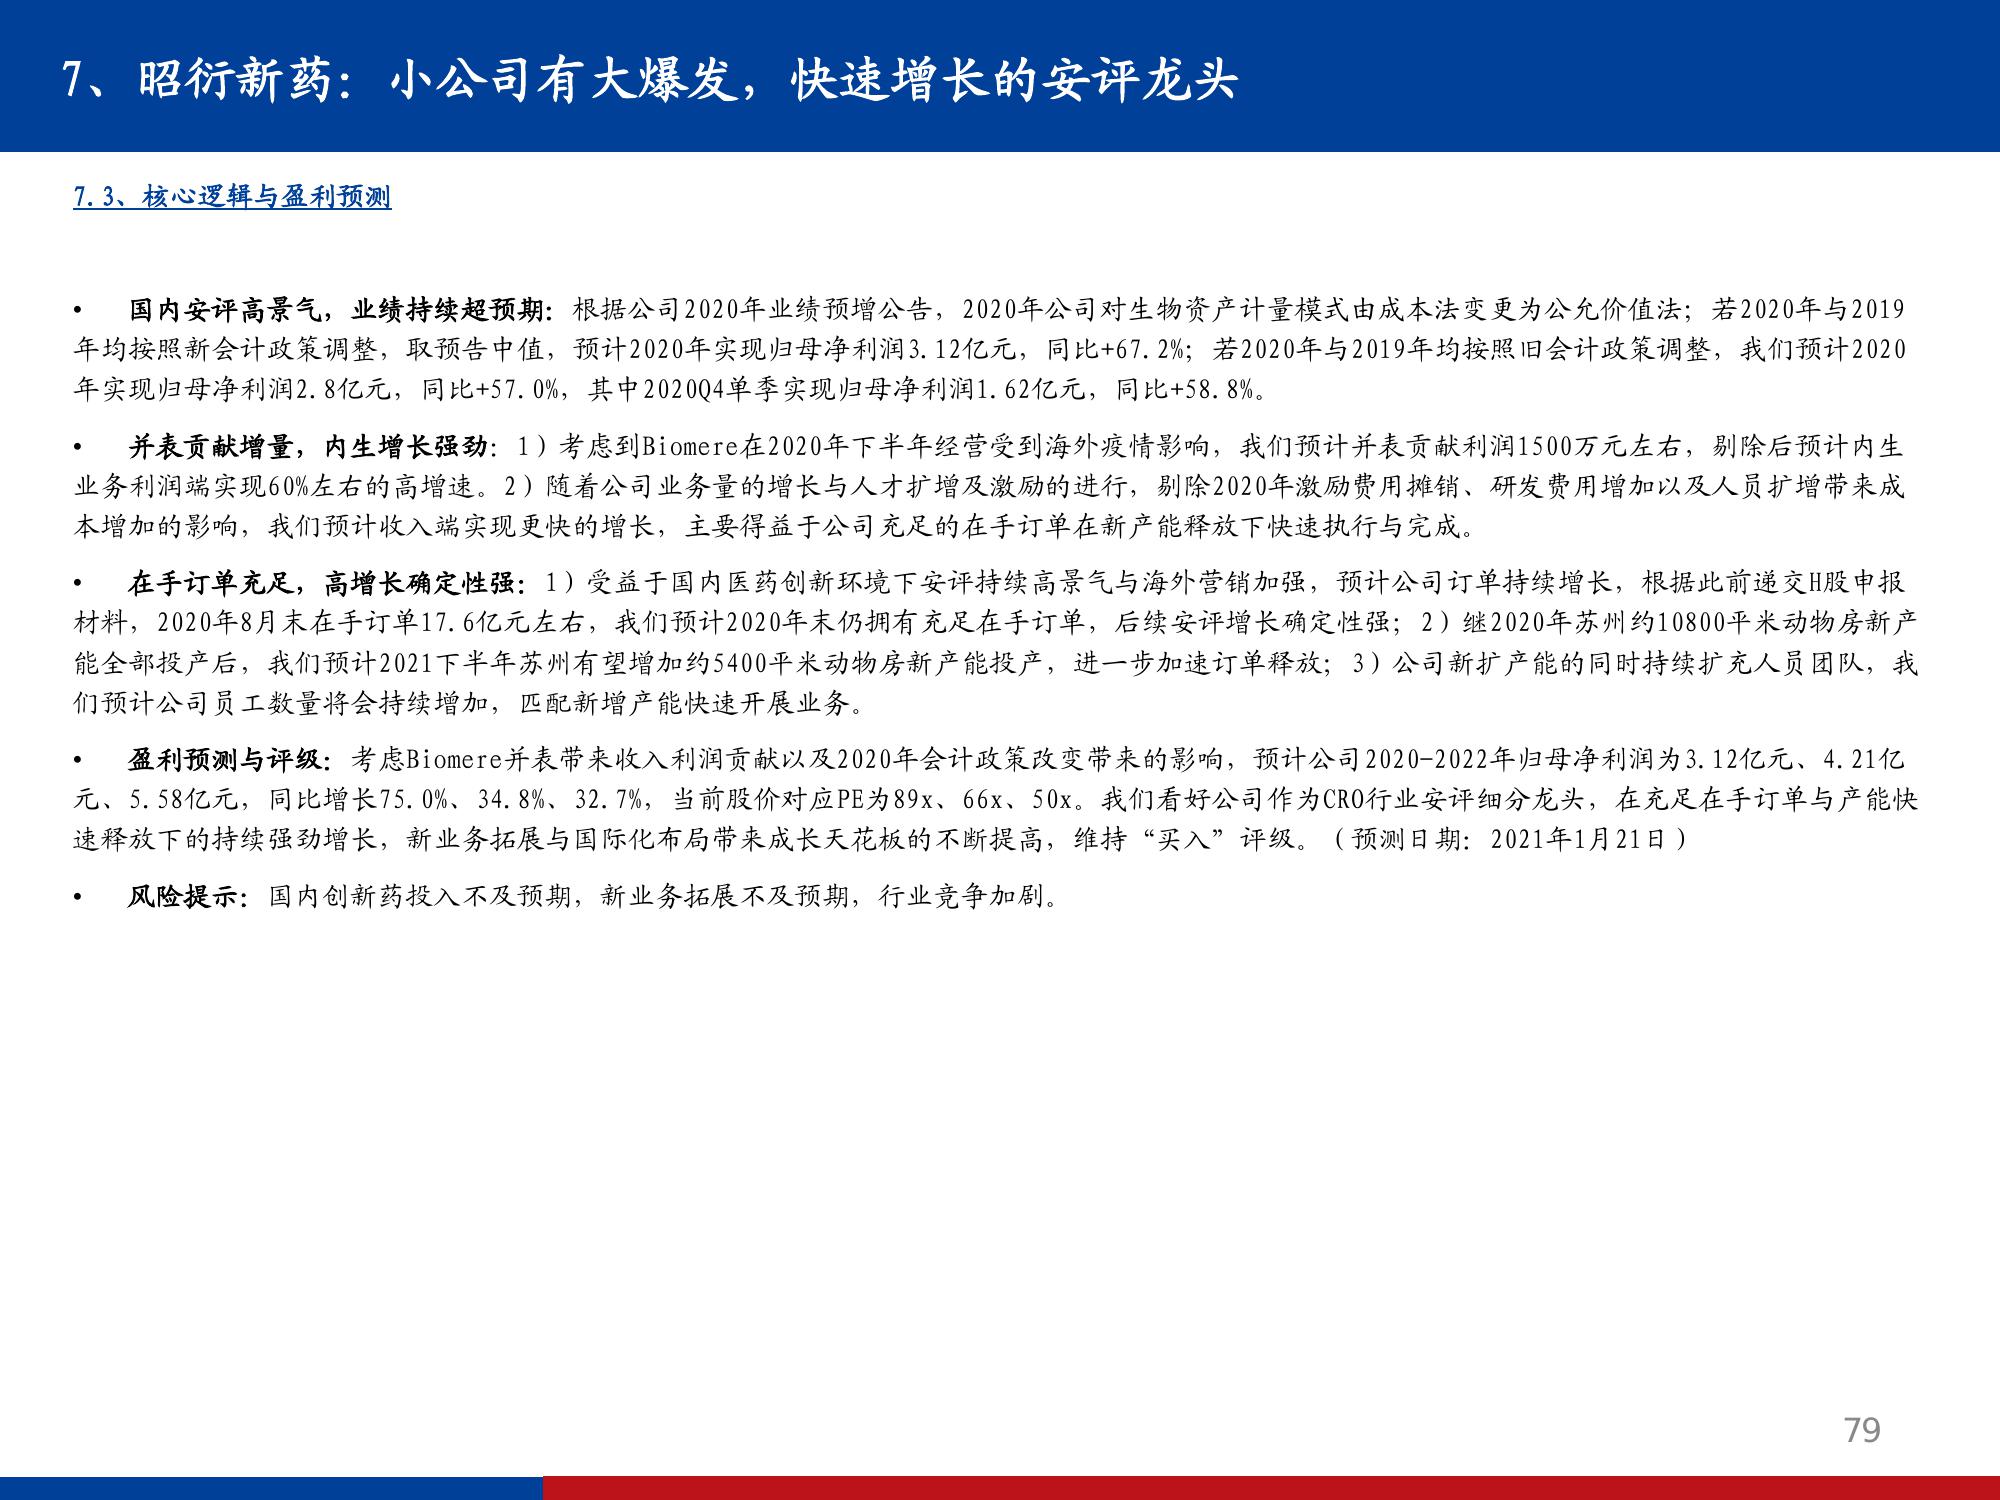 7、昭衍新药：小公司有大爆发，快速增长的安评龙头
7.3、核心逻辑与盈利预测
• 国内安评高景气，业绩持续超预期：根据公司2020年业绩预增公告，2020年公司对生物资产计量模式由成本法变更为公允价值法；若2020年与2019
年均按照新会计政策调整，取预告中值，预计2020年实现归母净利润3.12亿元，同比+67.2%；若2020年与2019年均按照旧会计政策调整，我们预计2020
年实现归母净利润2.8亿元，同比+57.0%，其中2020Q4单季实现归母净利润1.62亿元，同比+58.8%。
• 并表贡献增量，内生增长强劲：1）考虑到Biomere在2020年下半年经营受到海外疫情影响，我们预计并表贡献利润1500万元左右，剔除后预计内生
业务利润端实现60%左右的高增速。2）随着公司业务量的增长与人才扩增及激励的进行，剔除2020年激励费用摊销、研发费用增加以及人员扩增带来成
本增加的影响，我们预计收入端实现更快的增长，主要得益于公司充足的在手订单在新产能释放下快速执行与完成。
• 在手订单充足，高增长确定性强：1）受益于国内医药创新环境下安评持续高景气与海外营销加强，预计公司订单持续增长，根据此前递交H股申报
材料，2020年8月末在手订单17.6亿元左右，我们预计2020年末仍拥有充足在手订单，后续安评增长确定性强；2）继2020年苏州约10800平米动物房新产
能全部投产后，我们预计2021下半年苏州有望增加约5400平米动物房新产能投产，进一步加速订单释放；3）公司新扩产能的同时持续扩充人员团队，我
们预计公司员工数量将会持续增加，匹配新增产能快速开展业务。
• 盈利预测与评级：考虑Biomere并表带来收入利润贡献以及2020年会计政策改变带来的影响，预计公司2020-2022年归母净利润为3.12亿元、4.21亿
元、5.58亿元，同比增长75.0%、34.8%、32.7%，当前股价对应PE为89x、66x、50x。我们看好公司作为CRO行业安评细分龙头，在充足在手订单与产能快
速释放下的持续强劲增长，新业务拓展与国际化布局带来成长天花板的不断提高，维持“买入”评级。（预测日期：2021年1月21日）
• 风险提示：国内创新药投入不及预期，新业务拓展不及预期，行业竞争加剧。
79